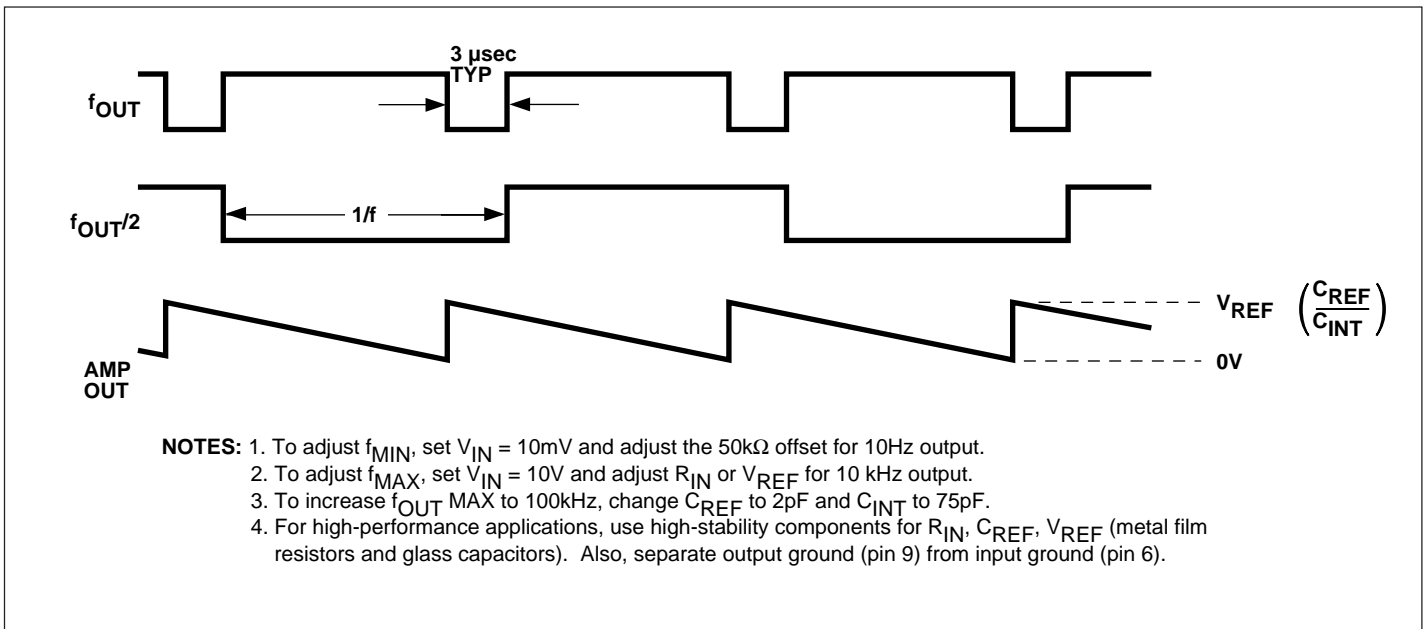 3 µsec
TYP
fOUT
fOUT/2
1/f
AMP
OUT
VREF (CREF/CINT)
0V
NOTES: 1. To adjust fMIN, set VIN = 10mV and adjust the 50kΩ offset for 10Hz output.
2. To adjust fMAX, set VIN = 10V and adjust RIN or VREF for 10 kHz output.
3. To increase fOUT MAX to 100kHz, change CREF to 2pF and CINT to 75pF.
4. For high-performance applications, use high-stability components for RIN, CREF, VREF (metal film
resistors and glass capacitors). Also, separate output ground (pin 9) from input ground (pin 6).